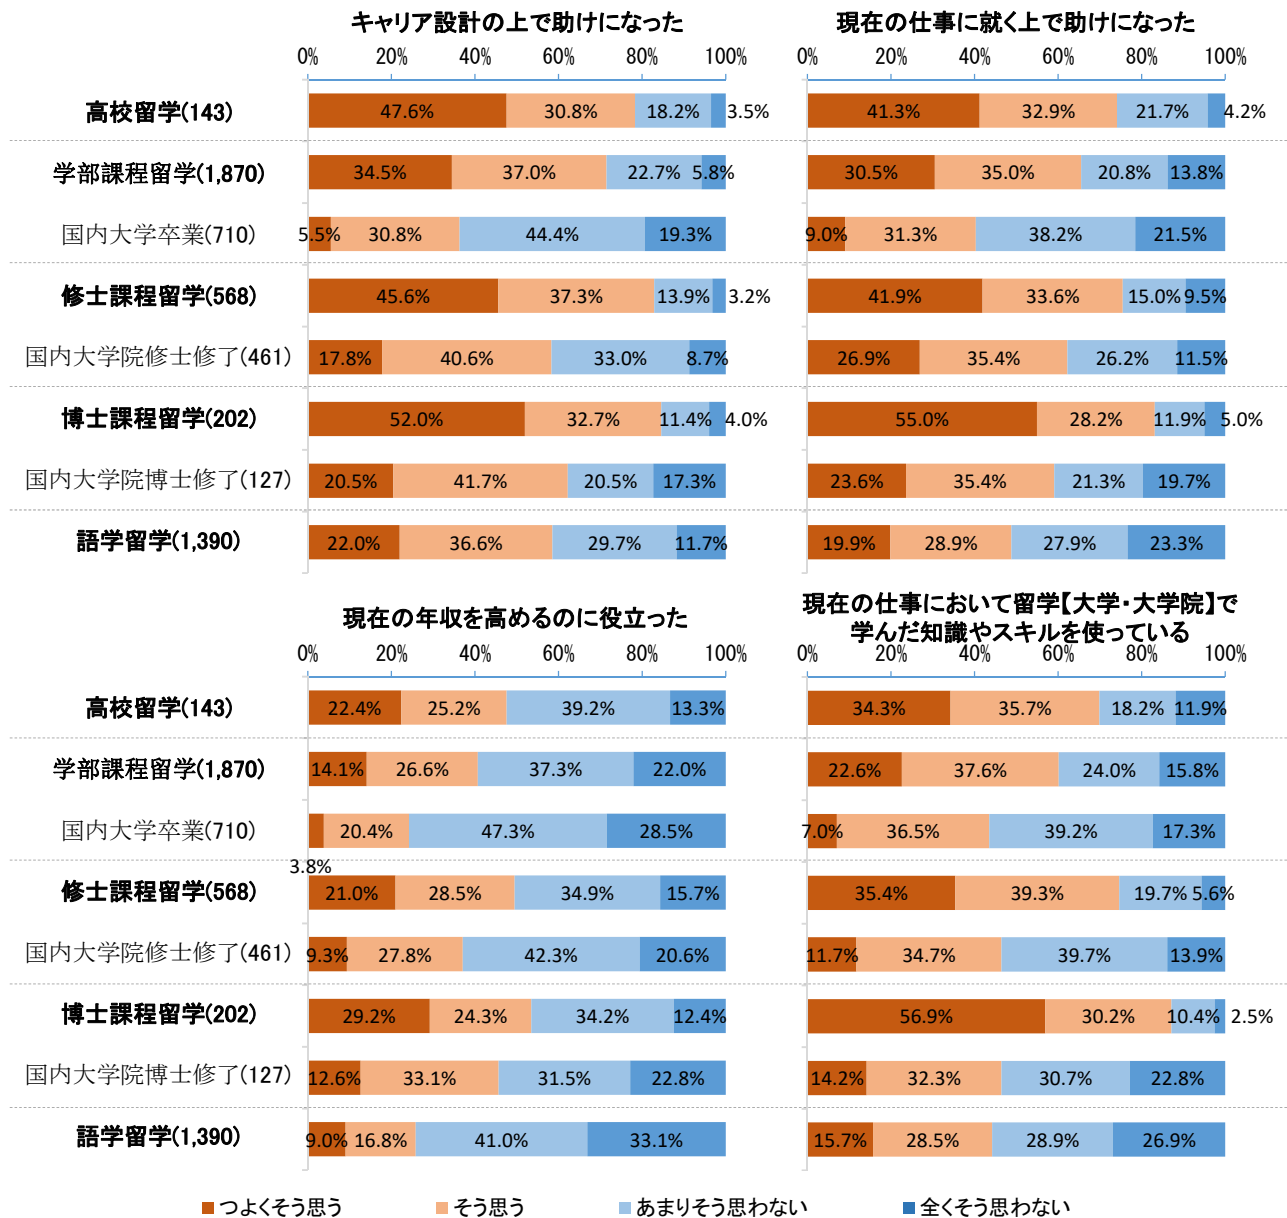 キャリア設計の上で助けになった
0% 20% 40% 60% 80% 100%
高校留学(143) 47.6% 30.8% 18.2% 3.5%
学部課程留学(1,870) 34.5% 37.0% 22.7% 5.8%
国内大学卒業(710) 5.5% 30.8% 44.4% 19.3%
修士課程留学(568) 45.6% 37.3% 13.9% 3.2%
国内大学院修士修了(461) 17.8% 40.6% 33.0% 8.7%
博士課程留学(202) 52.0% 32.7% 11.4% 4.0%
国内大学院博士修了(127) 20.5% 41.7% 20.5% 17.3%
語学留学(1,390) 22.0% 36.6% 29.7% 11.7%
現在の仕事に就く上で助けになった
0% 20% 40% 60% 80% 100%
41.3% 32.9% 21.7% 4.2%
30.5% 35.0% 20.8% 13.8%
9.0% 31.3% 38.2% 21.5%
41.9% 33.6% 15.0% 9.5%
26.9% 35.4% 26.2% 11.5%
55.0% 28.2% 11.9% 5.0%
23.6% 35.4% 21.3% 19.7%
19.9% 28.9% 27.9% 23.3%
現在の年収を高めるのに役立った
0% 20% 40% 60% 80% 100%
高校留学(143) 22.4% 25.2% 39.2% 13.3%
学部課程留学(1,870) 14.1% 26.6% 37.3% 22.0%
国内大学卒業(710) 20.4% 47.3% 28.5%
3.8%
修士課程留学(568) 21.0% 28.5% 34.9% 15.7%
国内大学院修士修了(461) 9.3% 27.8% 42.3% 20.6%
博士課程留学(202) 29.2% 24.3% 34.2% 12.4%
国内大学院博士修了(127) 12.6% 33.1% 31.5% 22.8%
語学留学(1,390) 9.0% 16.8% 41.0% 33.1%
現在の仕事において留学【大学・大学院】で
学んだ知識やスキルを使っている
0% 20% 40% 60% 80% 100%
34.3% 35.7% 18.2% 11.9%
22.6% 37.6% 24.0% 15.8%
7.0% 36.5% 39.2% 17.3%
35.4% 39.3% 19.7% 5.6%
11.7% 34.7% 39.7% 13.9%
56.9% 30.2% 10.4% 2.5%
14.2% 32.3% 30.7% 22.8%
15.7% 28.5% 28.9% 26.9%
つよくそう思う そう思う あまりそう思わない 全くそう思わない